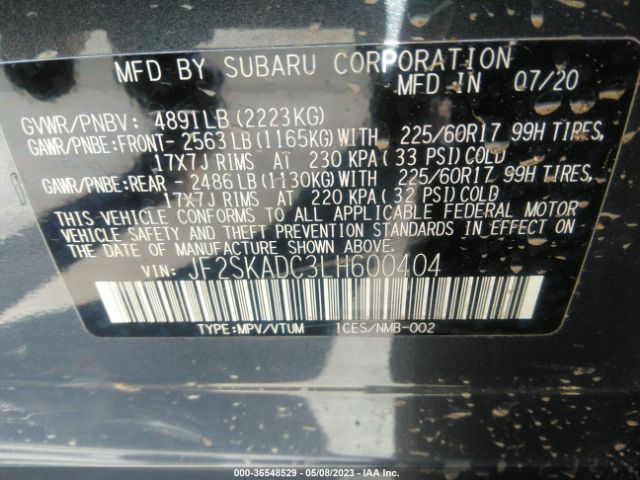 MFD BY SUBARU CORPORATION
MFD IN 07/20
GVWR/PNBV: 4891LB(2223KG)
GAWR/PNBE:FRONT- 2563LB(1165KG)WITH 225/60R17 99H TIRES,
17X7J RIMS AT 230 KPA( 33 PSI)COLD
GAWR/PNBE:REAR - 2486LB(1130KG)WITH 225/60R17 99H TIRES,
17X7J RIMS AT 220 KPA( 32 PSI)COLD
THIS VEHICLE CONFORMS TO ALL APPLICABLE FEDERAL MOTOR
VEHICLE SAFETY AND THEFT PREVENTION STANDARDS IN EFFECT ON
THE DATE OF MANUFACTURE SHOWN ABOVE.
VIN: JF2SKADC3LH600404
TYPE:MPV/VTUM 1CES/NMB-002
000-36548529 - 05/08/2023 - IAA Inc.